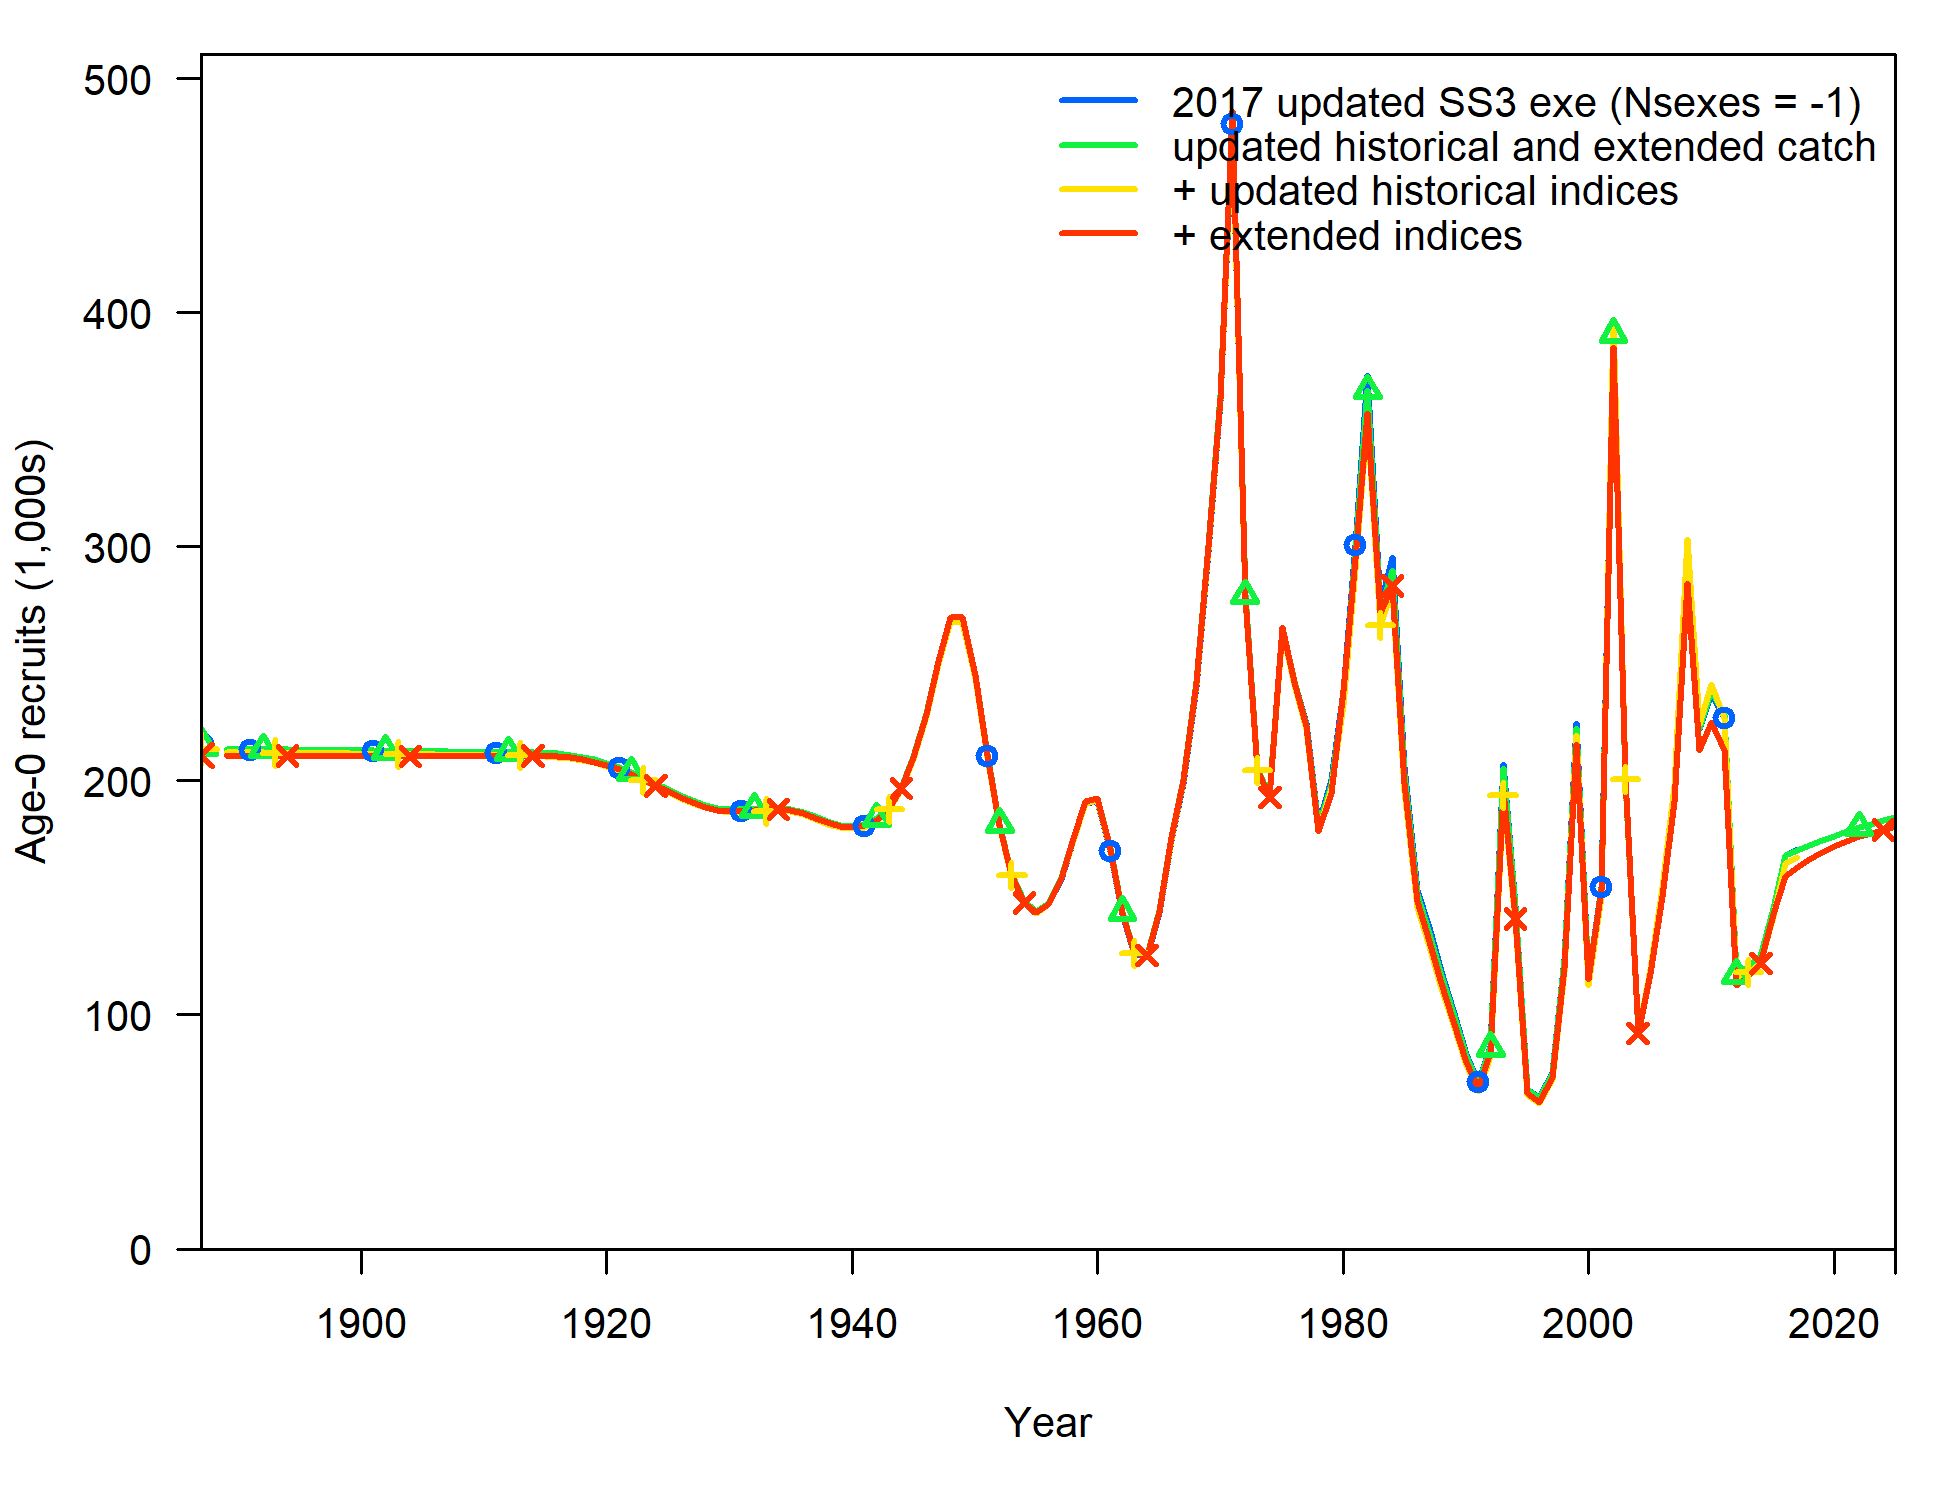 2017 updated SS3 exe (Nsexes = -1)
updated historical and extended catch
+ updated historical indices
+ extended indices
Age-0 recruits (1,000s)
500
400
300
200
100
0
1900 1920 1940 1960 1980 2000 2020
Year